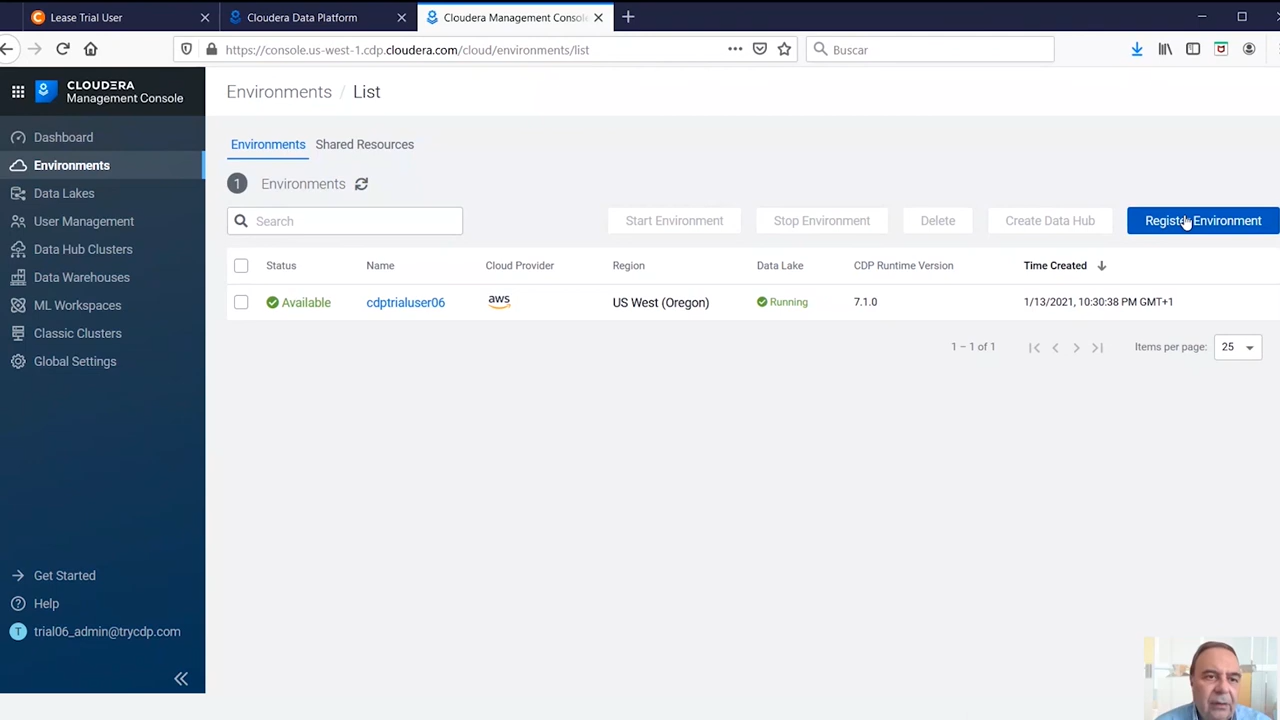 Lease Trial User
Cloudera Data Platform
Cloudera Management Conso
https://console.us-west-1.cdp.cloudera.com/cloud/environments/list
Buscar
CLOUDERA
Management Console
Environments / List
Dashboard
Environments
Data Lakes
User Management
Data Hub Clusters
Data Warehouses
ML Workspaces
Classic Clusters
Global Settings
Get Started
Help
T trial06_admin@trycdp.com
Environments Shared Resources
1 Environments
Search Start Environment Stop Environment Delete Create Data Hub Register Environment
Status Name Cloud Provider Region Data Lake CDP Runtime Version Time Created
Available cdptrialuser06 aws US West (Oregon) Running 7.1.0 1/13/2021, 10:30:38 PM GMT+1
1 – 1 of 1 Items per page: 25